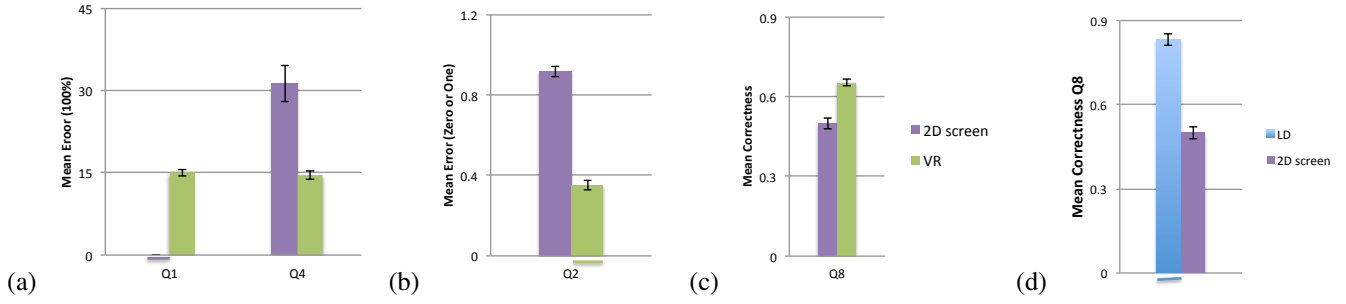 (a)
Mean Eroor (100%)
45
30
15
0
Q1
Q4
(b)
Mean Error (Zero or One)
1.2
0.8
0.4
0
Q2
(c)
Mean Correctness
0.9
0.6
0.3
0
Q8
2D screen
VR
(d)
Mean Correctness Q8
0.9
0.6
0.3
0
LD
2D screen